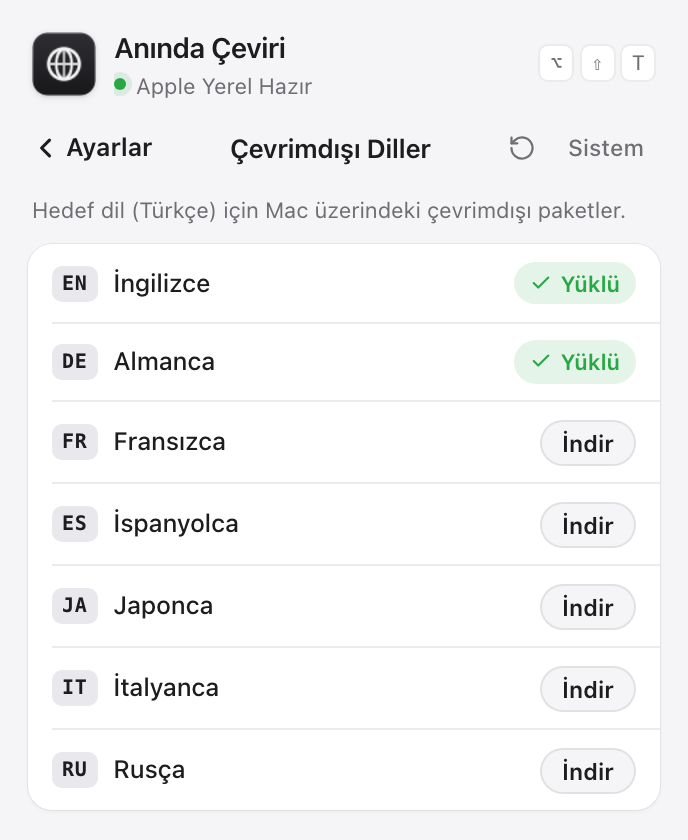 Anında Çeviri
Apple Yerel Hazır
⌥ ⇧ T
Ayarlar
Çevrimdışı Diller
Sistem
Hedef dil (Türkçe) için Mac üzerindeki çevrimdışı paketler.
EN İngilizce Yüklü
DE Almanca Yüklü
FR Fransızca İndir
ES İspanyolca İndir
JA Japonca İndir
IT İtalyanca İndir
RU Rusça İndir